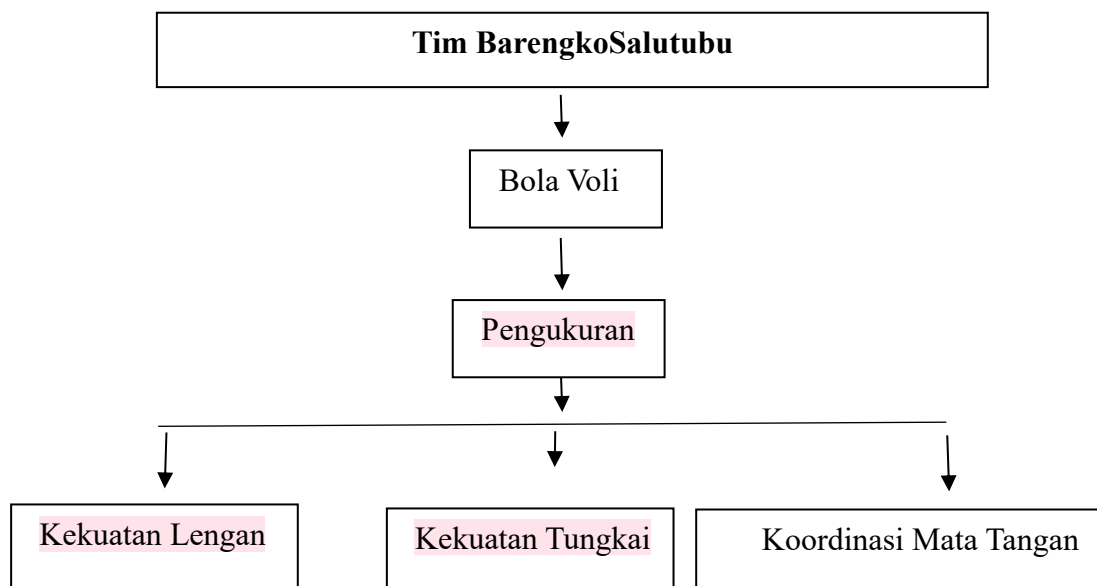 Tim BarengkoSalutubu
Bola Voli
Pengukuran
Kekuatan Lengan
Kekuatan Tungkai
Koordinasi Mata Tangan